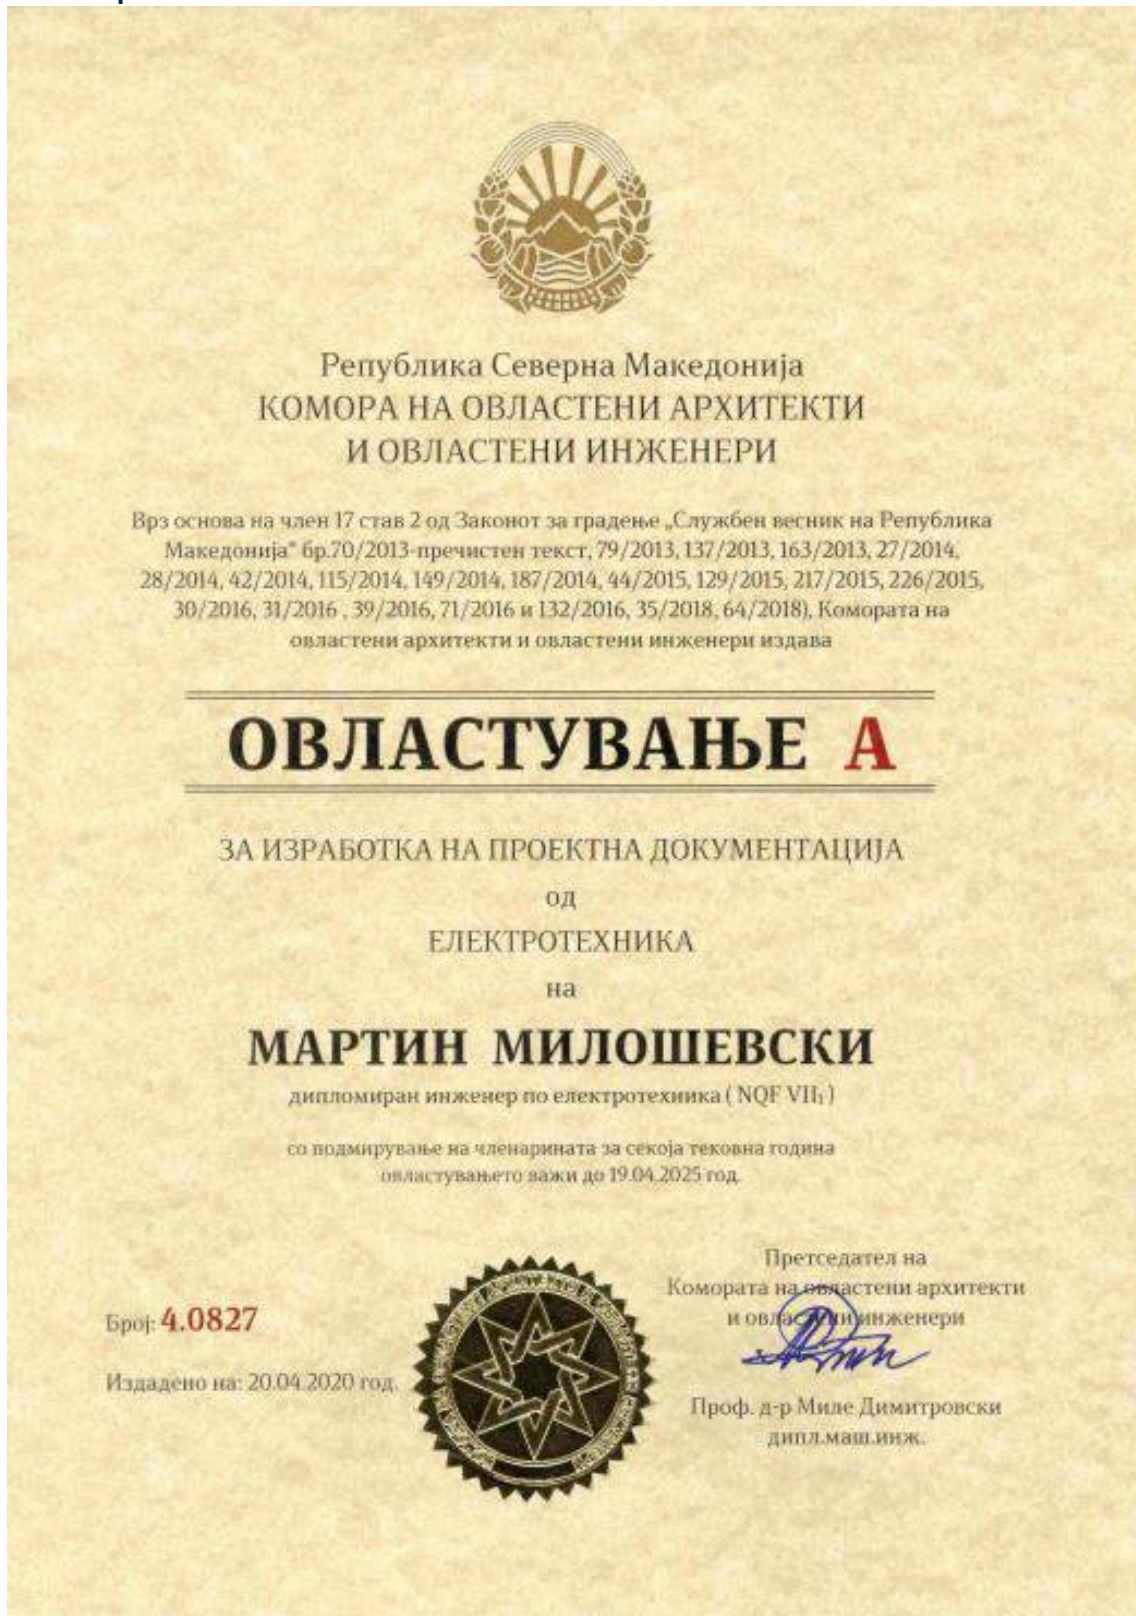 Република Северна Македонија
КОМОРА НА ОВЛАСТЕНИ АРХИТЕКТИ
И ОВЛАСТЕНИ ИНЖЕНЕРИ
Врз основа на член 17 став 2 од Законот за градење „Службен весник на Република
Македонија“ бр.70/2013-пречистен текст, 79/2013, 137/2013, 163/2013, 27/2014,
28/2014, 42/2014, 115/2014, 149/2014, 187/2014, 44/2015, 129/2015, 217/2015, 226/2015,
30/2016, 31/2016 , 39/2016, 71/2016 и 132/2016, 35/2018, 64/2018), Комората на
овластени архитекти и овластени инженери издава
ОВЛАСТУВАЊЕ А
ЗА ИЗРАБОТКА НА ПРОЕКТНА ДОКУМЕНТАЦИЈА
од
ЕЛЕКТРОТЕХНИКА
на
МАРТИН МИЛОШЕВСКИ
дипломиран инженер по електротехника ( NQF VII₁ )
со подмирување на членарината за секоја тековна година
овластувањето важи до 19.04.2025 год.
Број: 4.0827
Издадено на: 20.04.2020 год.
Претседател на
Комората на овластени архитекти
и овластени инженери
Проф. д-р Миле Димитровски
дипл.маш.инж.